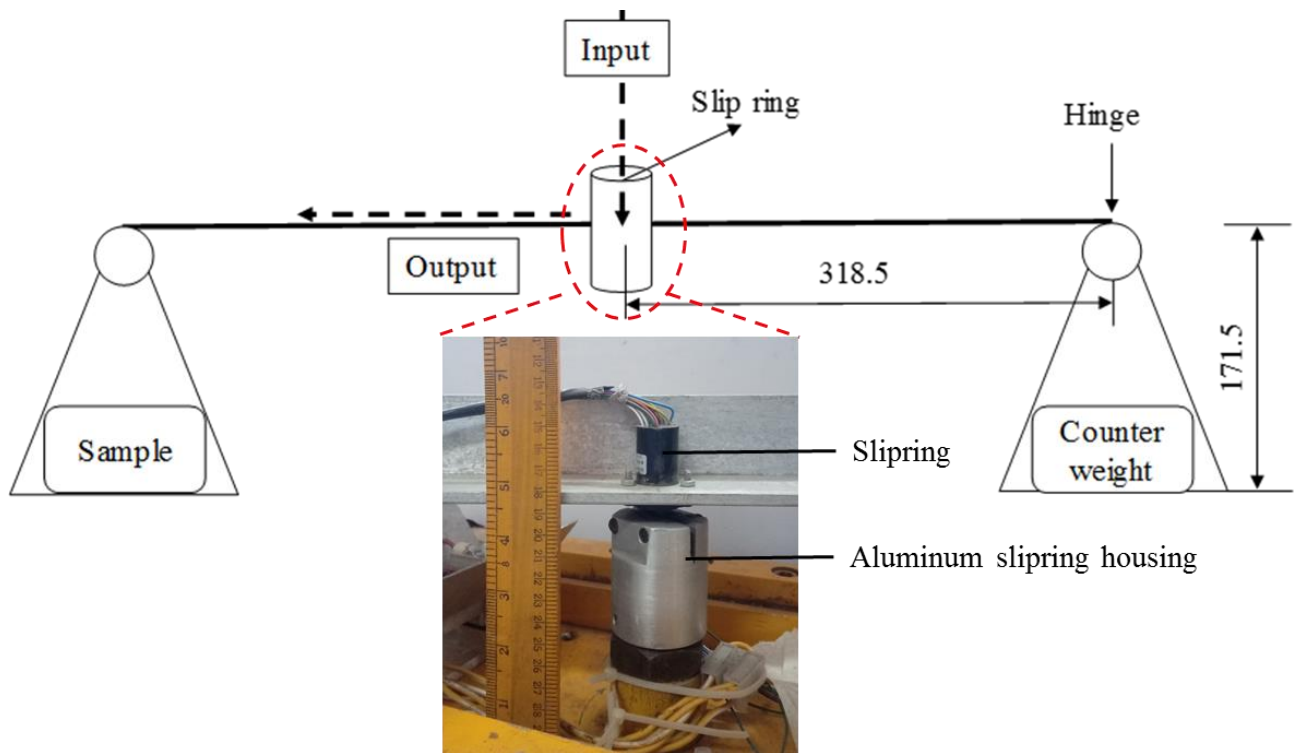 Input
Slip ring
Hinge
Output
318.5
171.5
Sample
Counter
weight
Slipring
Aluminum slipring housing